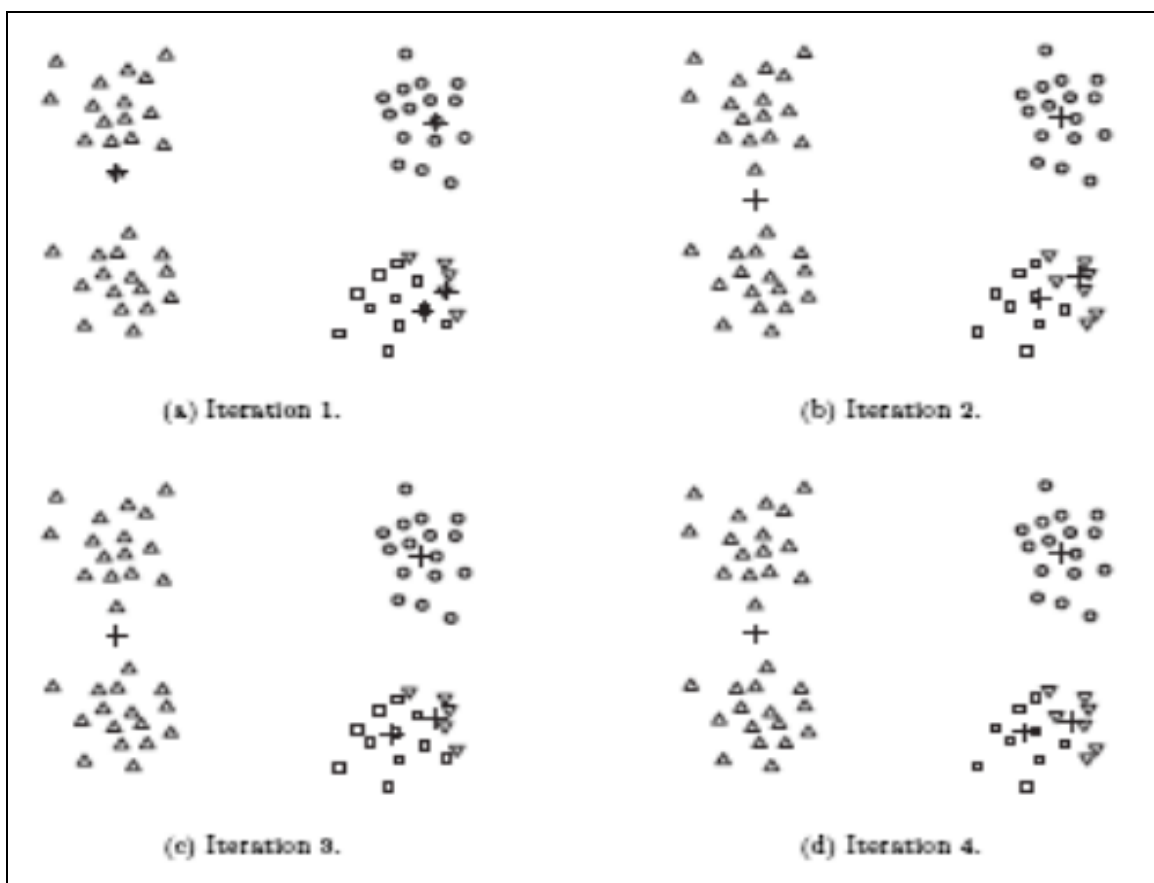 (a) Iteration 1.
(b) Iteration 2.
(c) Iteration 3.
(d) Iteration 4.